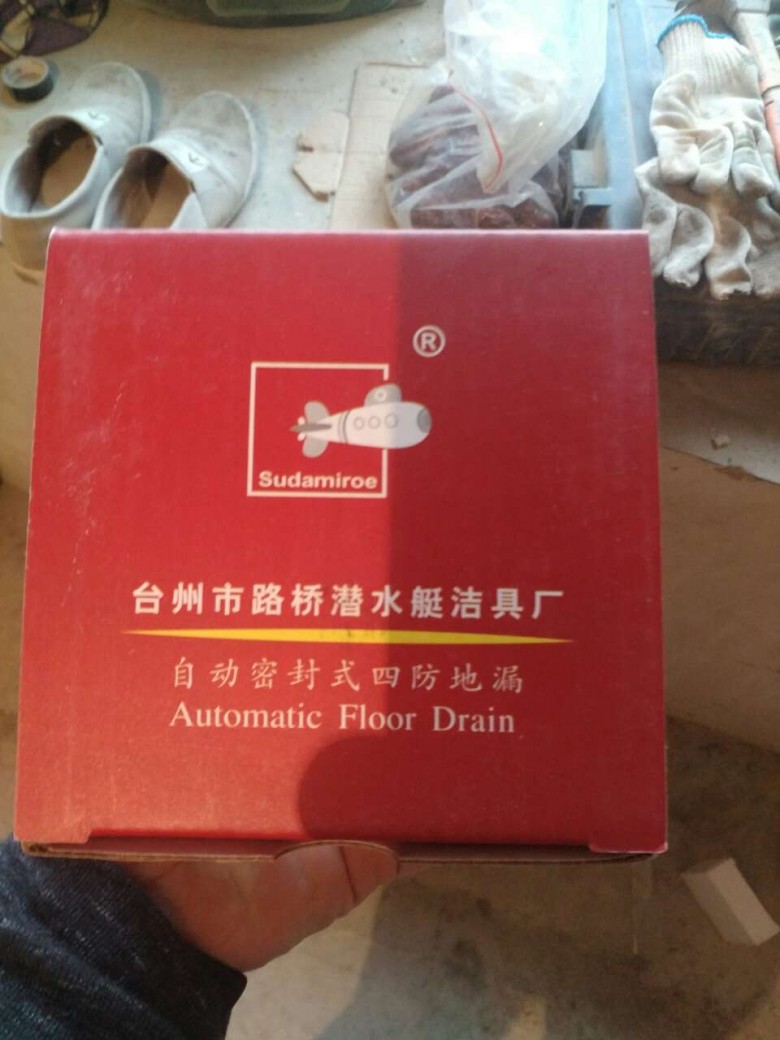 ®
Sudamiroe
台州市路桥潜水艇洁具厂
自动密封式四防地漏
Automatic Floor Drain